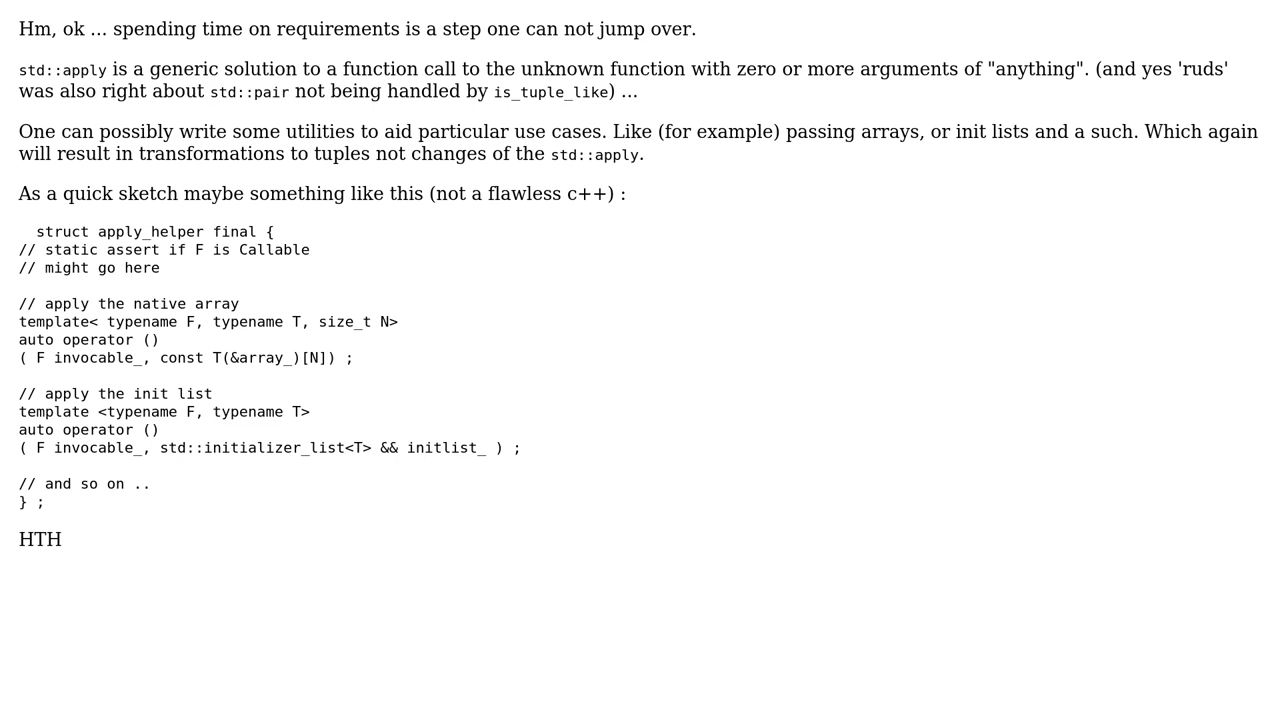 Hm, ok ... spending time on requirements is a step one can not jump over.
std::apply is a generic solution to a function call to the unknown function with zero or more arguments of "anything". (and yes 'ruds'
was also right about std::pair not being handled by is_tuple_like) ...
One can possibly write some utilities to aid particular use cases. Like (for example) passing arrays, or init lists and a such. Which again
will result in transformations to tuples not changes of the std::apply.
As a quick sketch maybe something like this (not a flawless c++) :
  struct apply_helper final {
// static assert if F is Callable
// might go here
// apply the native array
template< typename F, typename T, size_t N>
auto operator ()
( F invocable_, const T(&array_)[N]) ;
// apply the init list
template <typename F, typename T>
auto operator ()
( F invocable_, std::initializer_list<T> && initlist_ ) ;
// and so on ..
} ;
HTH